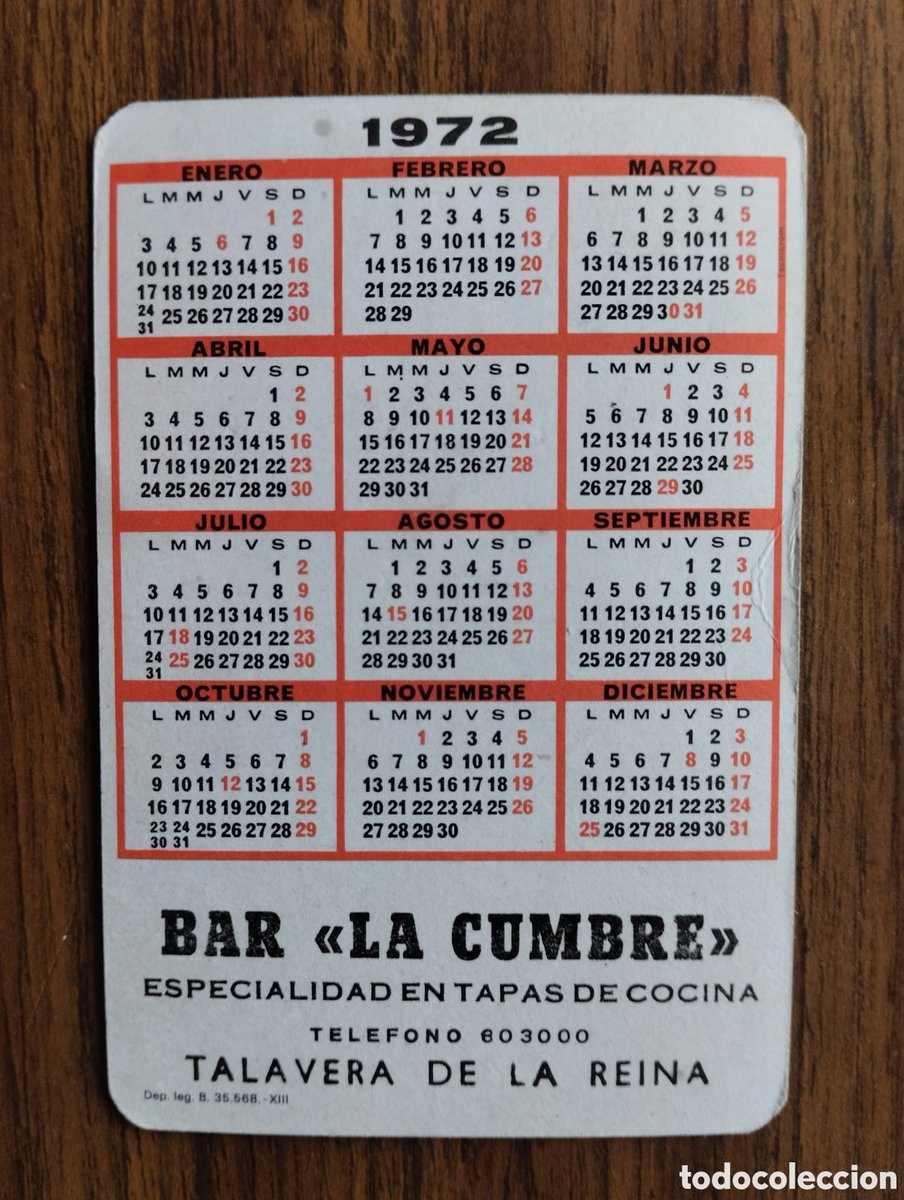 1972
ENERO FEBRERO MARZO
L M M J V S D L M M J V S D L M M J V S D
1 2 1 2 3 4 5 6 1 2 3 4 5
3 4 5 6 7 8 9 7 8 9 10 11 12 13 6 7 8 9 10 11 12
10 11 12 13 14 15 16 14 15 16 17 18 19 20 13 14 15 16 17 18 19
17 18 19 20 21 22 23 21 22 23 24 25 26 27 20 21 22 23 24 25 26
24 31 25 26 27 28 29 30 28 29 27 28 29 30 31
ABRIL MAYO JUNIO
L M M J V S D L M M J V S D L M M J V S D
1 2 1 2 3 4 5 6 7 1 2 3 4
3 4 5 6 7 8 9 8 9 10 11 12 13 14 5 6 7 8 9 10 11
10 11 12 13 14 15 16 15 16 17 18 19 20 21 12 13 14 15 16 17 18
17 18 19 20 21 22 23 22 23 24 25 26 27 28 19 20 21 22 23 24 25
24 25 26 27 28 29 30 29 30 31 26 27 28 29 30
JULIO AGOSTO SEPTIEMBRE
L M M J V S D L M M J V S D L M M J V S D
1 2 1 2 3 4 5 6 1 2 3
3 4 5 6 7 8 9 7 8 9 10 11 12 13 4 5 6 7 8 9 10
10 11 12 13 14 15 16 14 15 16 17 18 19 20 11 12 13 14 15 16 17
17 18 19 20 21 22 23 21 22 23 24 25 26 27 18 19 20 21 22 23 24
24 31 25 26 27 28 29 30 28 29 30 31 25 26 27 28 29 30
OCTUBRE NOVIEMBRE DICIEMBRE
L M M J V S D L M M J V S D L M M J V S D
1 1 2 3 4 5 1 2 3
2 3 4 5 6 7 8 6 7 8 9 10 11 12 4 5 6 7 8 9 10
9 10 11 12 13 14 15 13 14 15 16 17 18 19 11 12 13 14 15 16 17
16 17 18 19 20 21 22 20 21 22 23 24 25 26 18 19 20 21 22 23 24
23 30 24 31 25 26 27 28 29 27 28 29 30 25 26 27 28 29 30 31
BAR «LA CUMBRE»
ESPECIALIDAD EN TAPAS DE COCINA
TELEFONO 603000
TALAVERA DE LA REINA
Dep. leg. B. 35.568.-XIII
todocoleccion